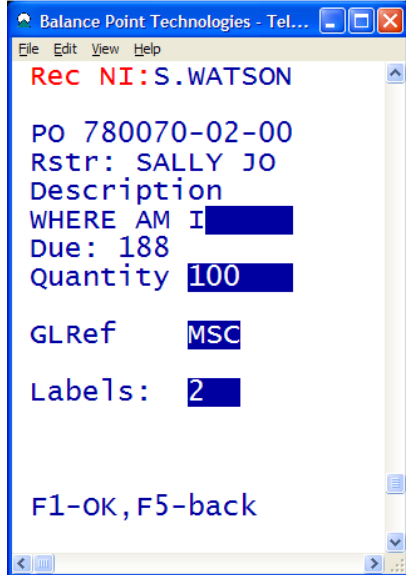 Balance Point Technologies - Tel...
File Edit View Help
Rec NI:S.WATSON
PO 780070-02-00
Rstr: SALLY JO
Description
WHERE AM I
Due: 188
Quantity 100
GLRef MSC
Labels: 2
F1-OK,F5-back